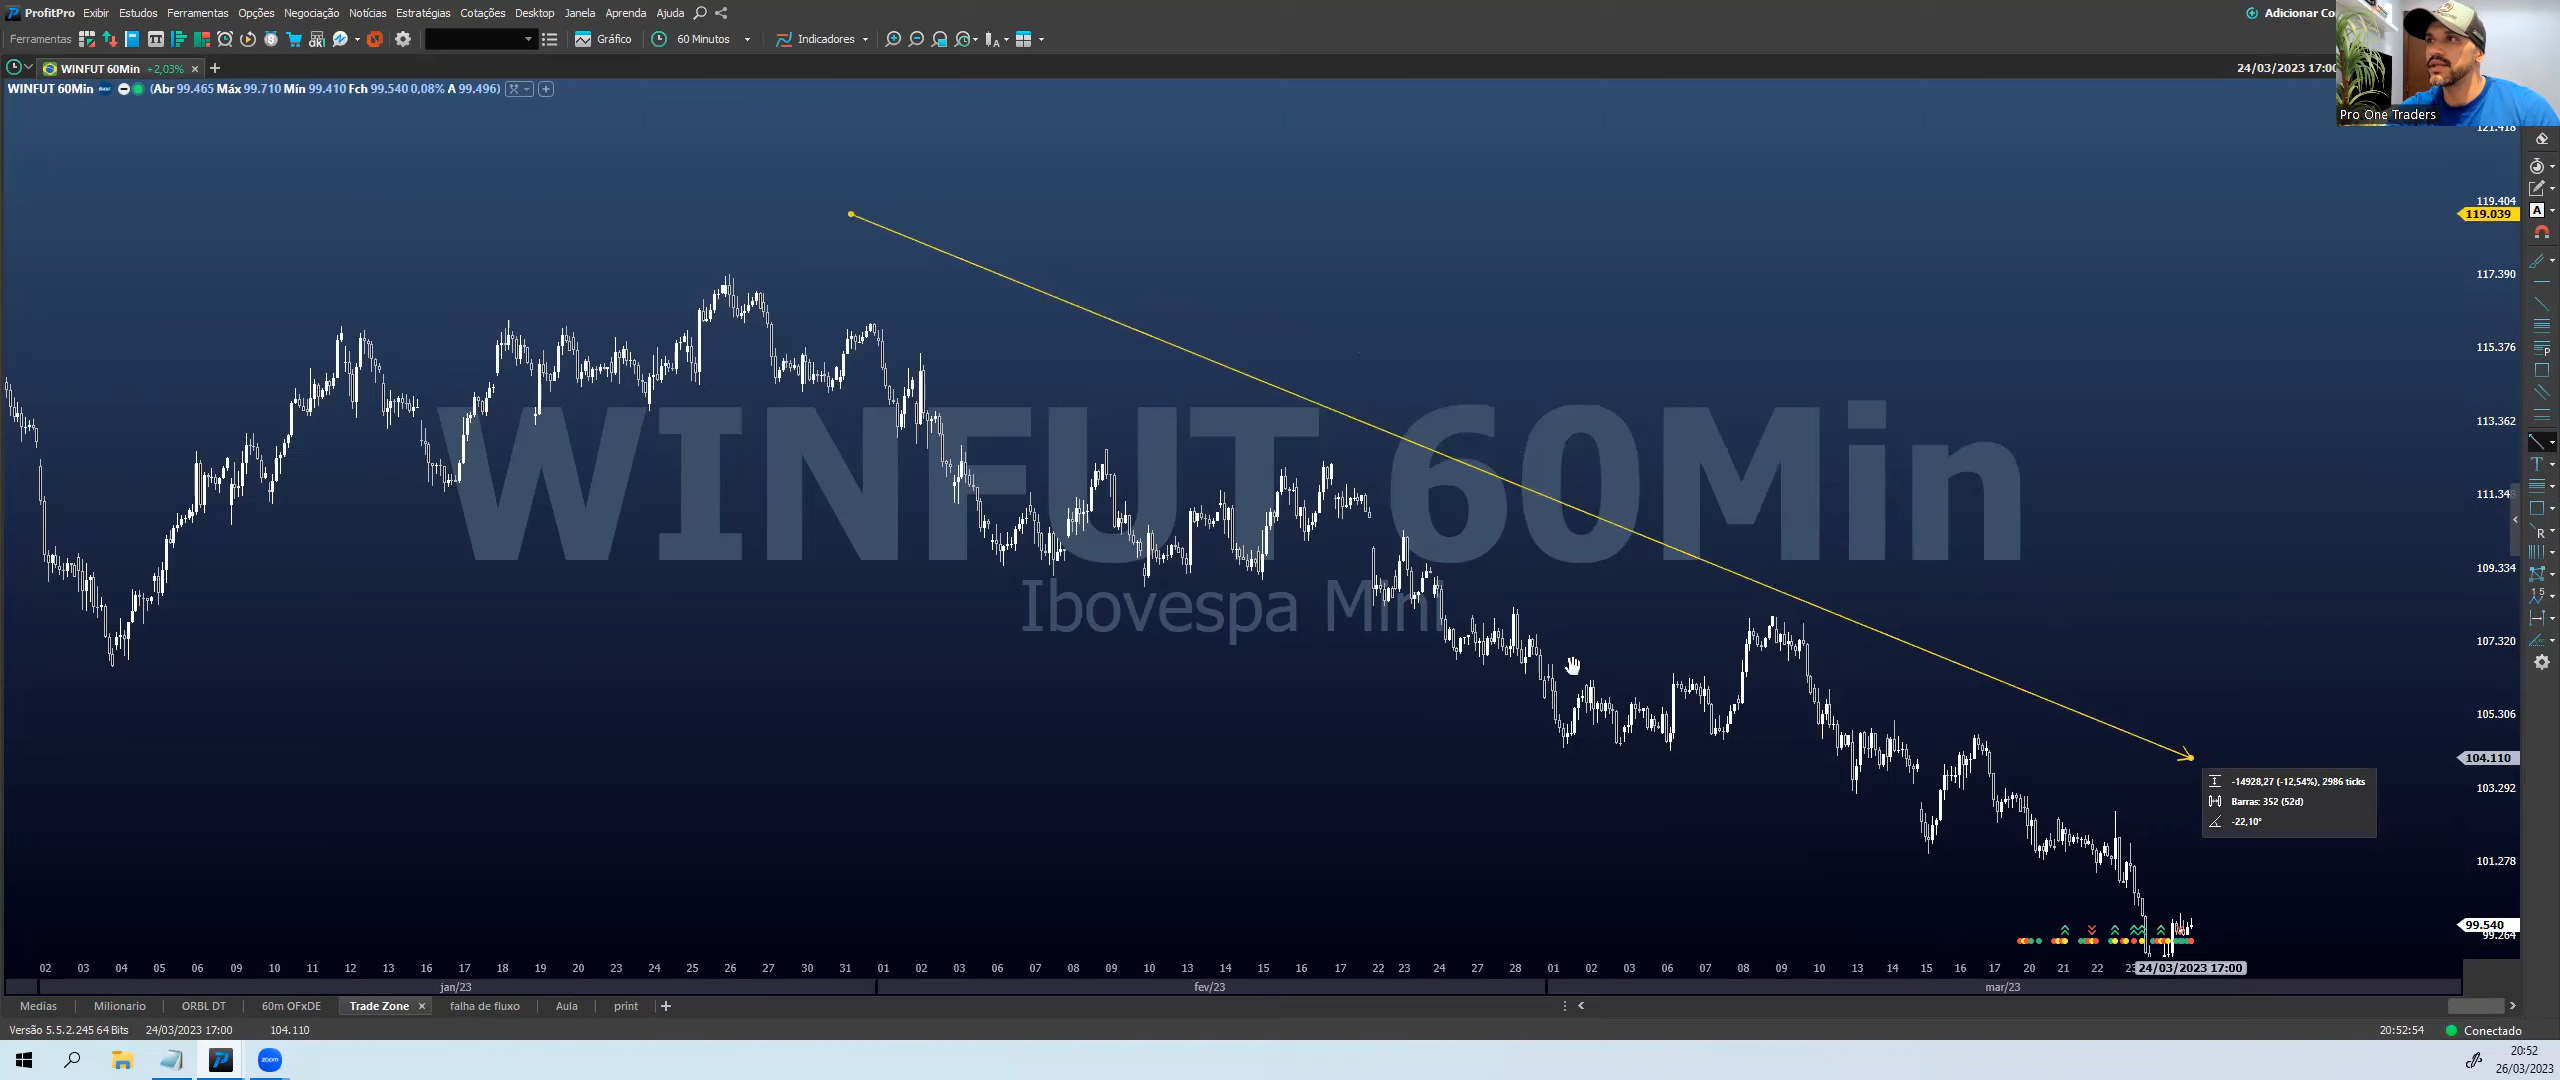 ProfitPro Exibir Estudos Ferramentas Opções Negociação Notícias Estratégias Cotações Desktop Janela Aprenda Ajuda
Adicionar Co
Ferramentas
Gráfico
60 Minutos
Indicadores
WINFUT 60Min +2,03%
24/03/2023 17:00
WINFUT 60Min (Abr 99.465 Máx 99.710 Mín 99.410 Fch 99.540 0,08% A 99.496)
Pro One Traders
121.418
119.404
119.039
117.390
115.376
113.362
111.348
109.334
107.320
105.306
104.110
103.292
101.278
99.540
99.264
WINFUT 60Min
Ibovespa Mini
-14928,27 (-12,54%), 2986 ticks
Barras: 352 (52d)
-22,10°
02 03 04 05 06 09 10 11 12 13 16 17 18 19 20 23 24 25 26 27 30 31 01 02 03 06 07 08 09 10 13 14 15 16 17 22 23 24 27 28 01 02 03 06 07 08 09 10 13 14 15 16 17 20 21 22 23 24/03/2023 17:00
jan/23 fev/23 mar/23
Medias Milionario ORBL DT 60m OFxDE Trade Zone falha de fluxo Aula print
Versão 5.5.2.245 64 Bits 24/03/2023 17:00 104.110
20:52:54 Conectado
zoom
20:52
26/03/2023